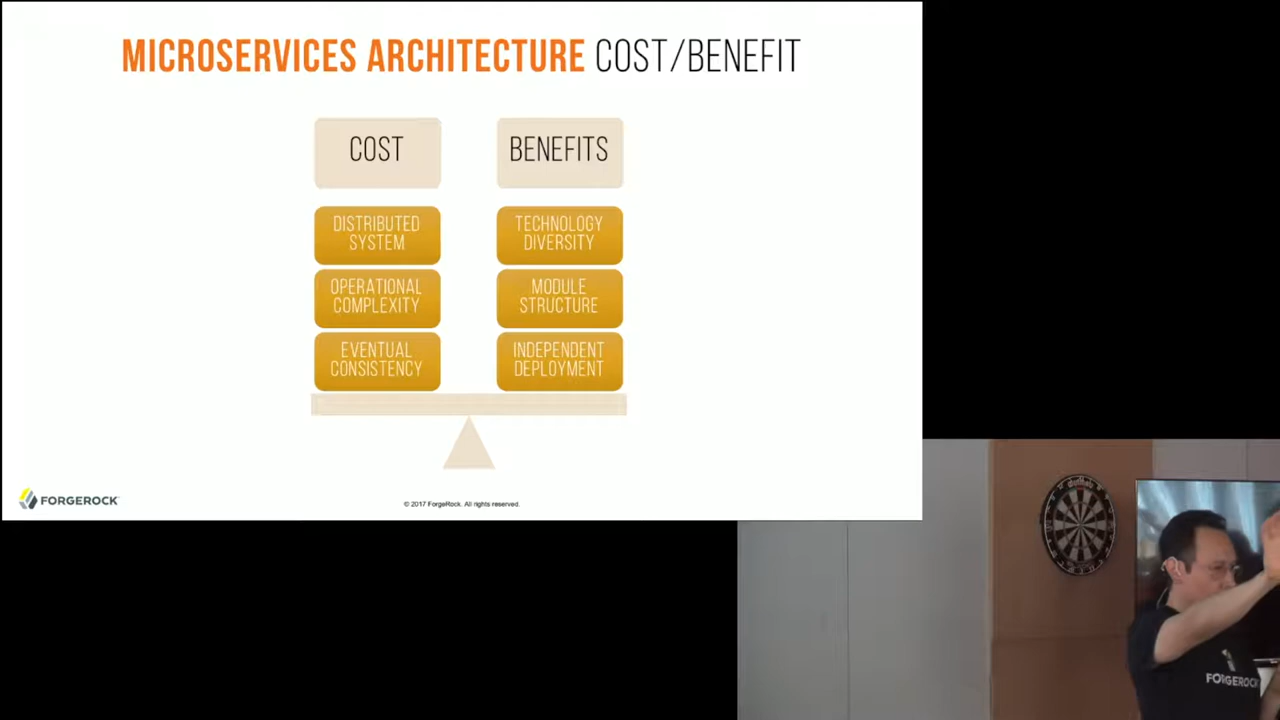 MICROSERVICES ARCHITECTURE COST/BENEFIT
COST
BENEFITS
DISTRIBUTED
SYSTEM
TECHNOLOGY
DIVERSITY
OPERATIONAL
COMPLEXITY
MODULE
STRUCTURE
EVENTUAL
CONSISTENCY
INDEPENDENT
DEPLOYMENT
FORGEROCK
© 2017 ForgeRock. All rights reserved.
FORGEROCK